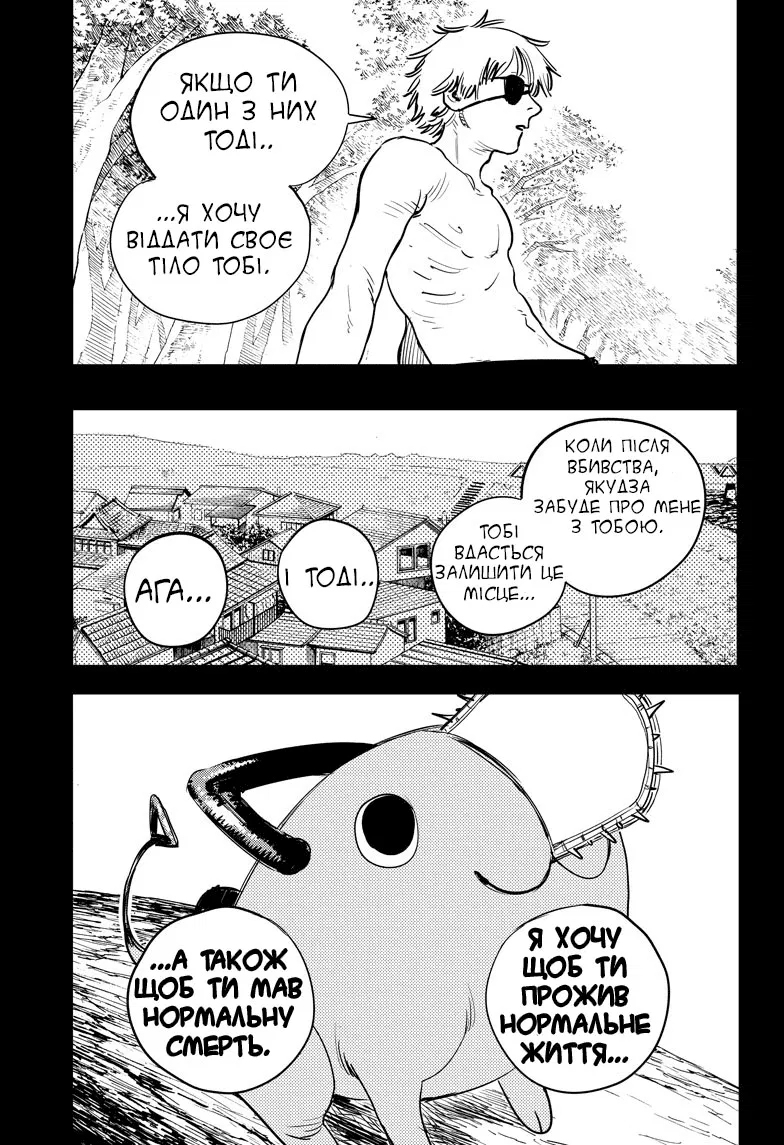 ЯКЩО ТИ
ОДИН З НИХ
ТОДІ..
...Я ХОЧУ
ВІДДАТИ СВОЄ
ТІЛО ТОБІ.
КОЛИ ПІСЛЯ
ВБИВСТВА,
ЯКУДЗА
ЗАБУДЕ ПРО МЕНЕ
З ТОБОЮ.
ТОБІ
ВДАСТЬСЯ
ЗАЛИШИТИ ЦЕ
МІСЦЕ...
І ТОДІ..
АГА...
Я ХОЧУ
ЩОБ ТИ
ПРОЖИВ
НОРМАЛЬНЕ
ЖИТТЯ...
...А ТАКОЖ
ЩОБ ТИ МАВ
НОРМАЛЬНУ
СМЕРТЬ.